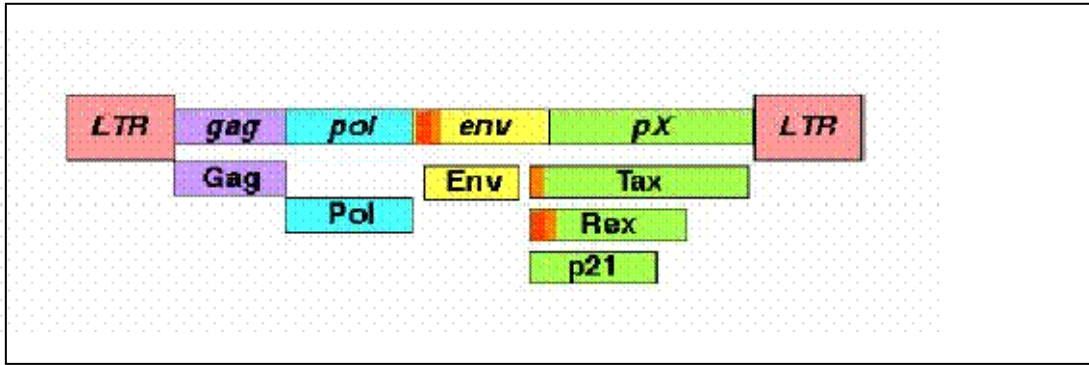 LTR gag pol env pX LTR
Gag Env Tax
Pol
Rex
p21